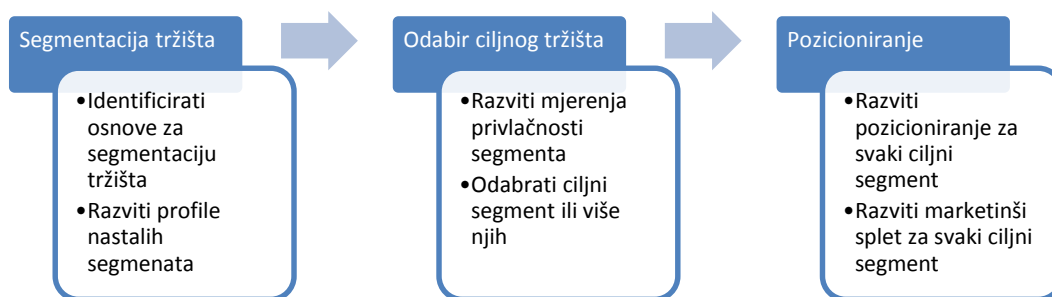 Segmentacija tržišta
•Identificirati
osnove za
segmentaciju
tržišta
•Razviti profile
nastalih
segmenata
Odabir ciljnog tržišta
•Razviti mjerenja
privlačnosti
segmenta
•Odabrati ciljni
segment ili više
njih
Pozicioniranje
•Razviti
pozicioniranje za
svaki ciljni
segment
•Razviti marketinši
splet za svaki ciljni
segment